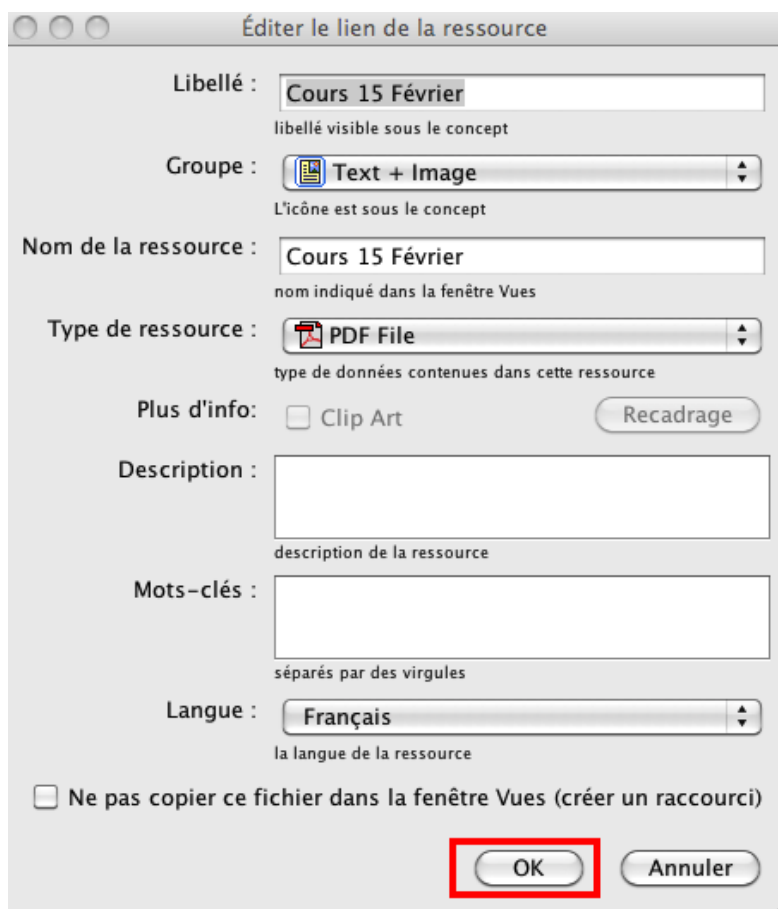 Éditer le lien de la ressource
Libellé : Cours 15 Février
libellé visible sous le concept
Groupe : Text + Image
L'icône est sous le concept
Nom de la ressource : Cours 15 Février
nom indiqué dans la fenêtre Vues
Type de ressource : PDF File
type de données contenues dans cette ressource
Plus d'info: Clip Art Recadrage
Description :
description de la ressource
Mots-clés :
séparés par des virgules
Langue : Français
la langue de la ressource
Ne pas copier ce fichier dans la fenêtre Vues (créer un raccourci)
OK Annuler